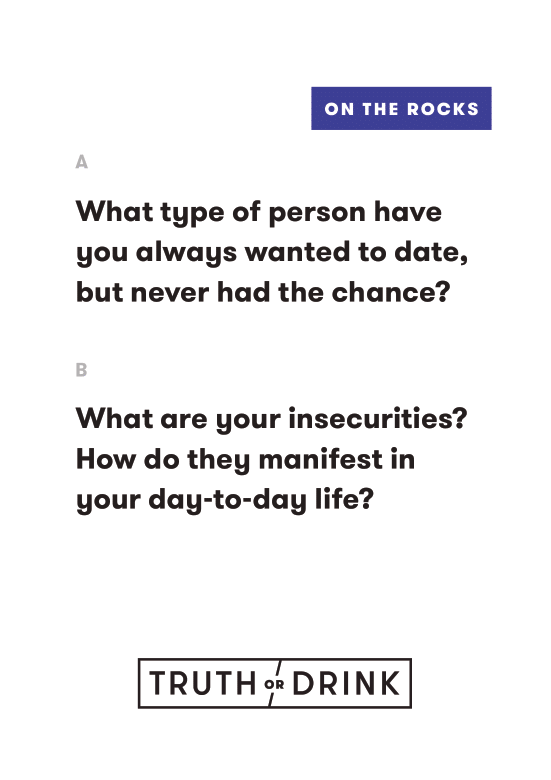 ON THE ROCKS
A
What type of person have
you always wanted to date,
but never had the chance?
B
What are your insecurities?
How do they manifest in
your day-to-day life?
TRUTH OR DRINK